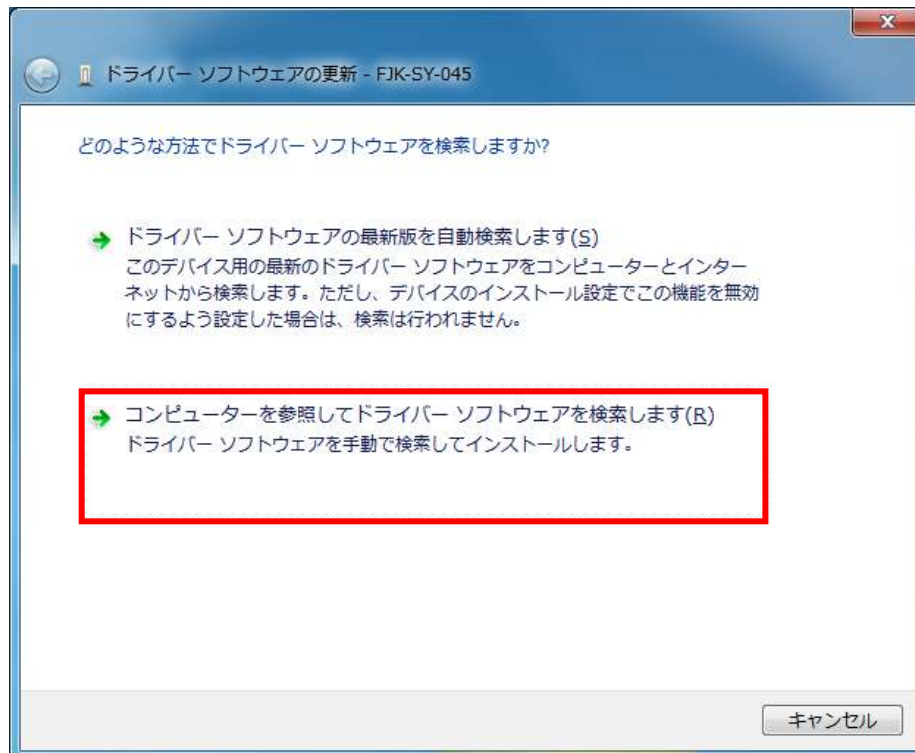 ドライバー ソフトウェアの更新 - FJK-SY-045
どのような方法でドライバー ソフトウェアを検索しますか?
ドライバー ソフトウェアの最新版を自動検索します(S)
このデバイス用の最新のドライバー ソフトウェアをコンピューターとインター
ネットから検索します。ただし、デバイスのインストール設定でこの機能を無効
にするよう設定した場合は、検索は行われません。
コンピューターを参照してドライバー ソフトウェアを検索します(R)
ドライバー ソフトウェアを手動で検索してインストールします。
キャンセル